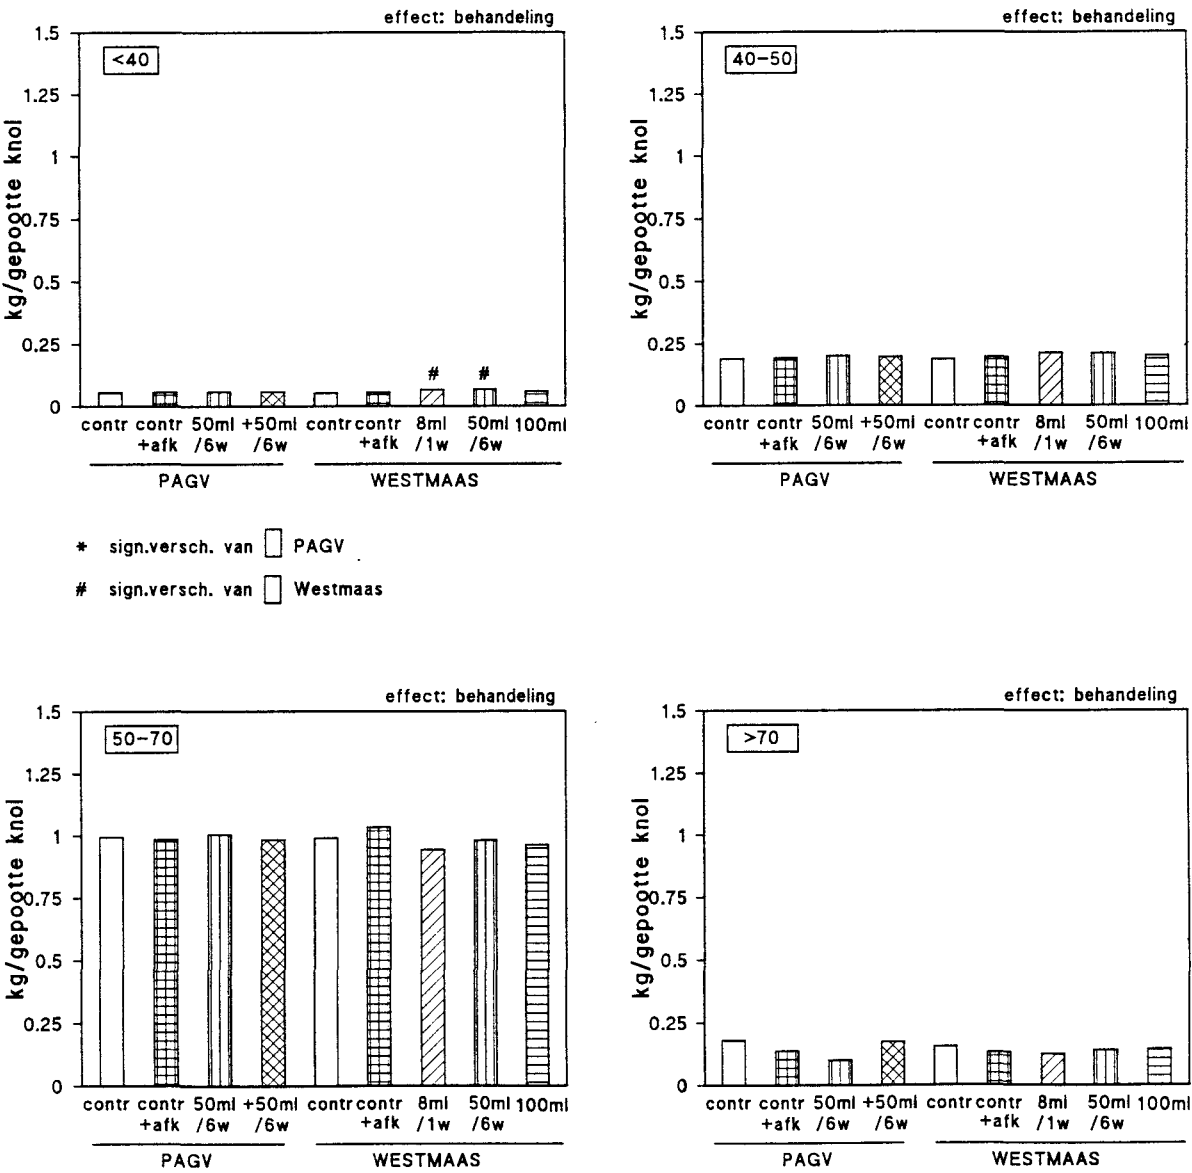 effect: behandeling
<40
kg/gepootte knol
1.5
1.25
1
0.75
0.5
0.25
0
# #
contr contr 50ml +50ml contr contr 8ml 50ml 100ml
+afk /6w /6w +afk /1w /6w
PAGV WESTMAAS
effect: behandeling
40-50
kg/gepootte knol
1.5
1.25
1
0.75
0.5
0.25
0
contr contr 50ml +50ml contr contr 8ml 50ml 100ml
+afk /6w /6w +afk /1w /6w
PAGV WESTMAAS
* sign.versch. van PAGV
# sign.versch. van Westmaas
effect: behandeling
50-70
kg/gepootte knol
1.5
1.25
1
0.75
0.5
0.25
0
contr contr 50ml +50ml contr contr 8ml 50ml 100ml
+afk /6w /6w +afk /1w /6w
PAGV WESTMAAS
effect: behandeling
>70
kg/gepootte knol
1.5
1.25
1
0.75
0.5
0.25
0
contr contr 50ml +50ml contr contr 8ml 50ml 100ml
+afk /6w /6w +afk /1w /6w
PAGV WESTMAAS